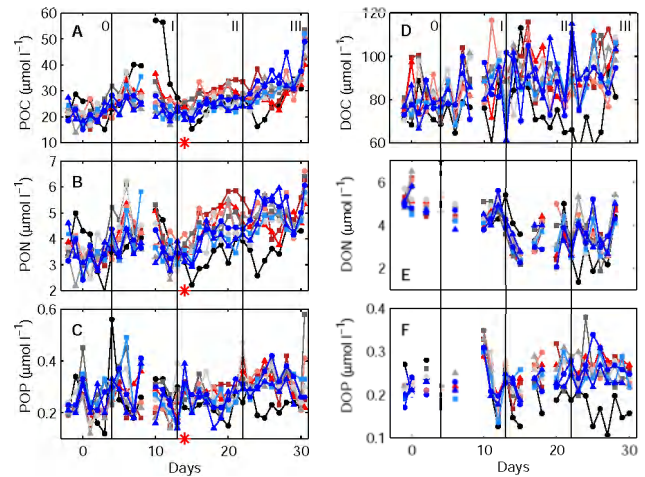 A
0
I
II
III
60
50
40
30
20
10
POC (μmol l⁻¹)
B
6
5
4
3
2
PON (μmol l⁻¹)
C
0.6
0.4
0.2
POP (μmol l⁻¹)
0 10 20 30
Days
D
0
II
III
120
100
80
60
DOC (μmol l⁻¹)
E
6
4
2
DON (μmol l⁻¹)
F
0.4
0.3
0.2
0.1
DOP (μmol l⁻¹)
0 10 20 30
Days